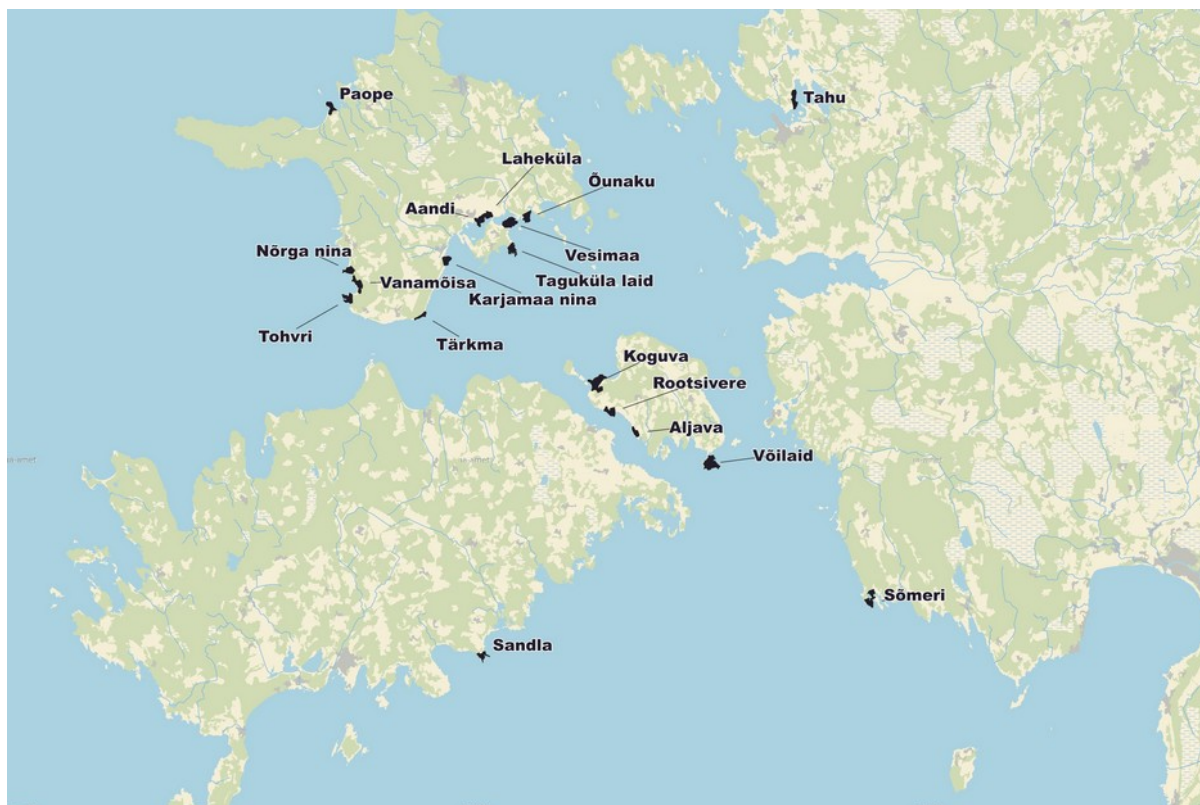 Paope
Tahu
Laheküla
Õunaku
Aandi
Nõrga nina
Vesimaa
Vanamõisa
Taguküla laid
Karjamaa nina
Tohvri
Tärkma
Koguva
Rootsivere
Aljava
Võilaid
Sõmeri
Sandla